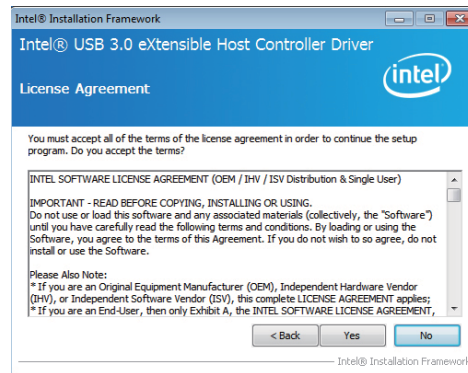 Intel® Installation Framework
Intel® USB 3.0 eXtensible Host Controller Driver
License Agreement
intel
You must accept all of the terms of the license agreement in order to continue the setup
program. Do you accept the terms?
INTEL SOFTWARE LICENSE AGREEMENT (OEM / IHV / ISV Distribution & Single User)
IMPORTANT - READ BEFORE COPYING, INSTALLING OR USING.
Do not use or load this software and any associated materials (collectively, the "Software")
until you have carefully read the following terms and conditions. By loading or using the
Software, you agree to the terms of this Agreement. If you do not wish to so agree, do not
install or use the Software.
Please Also Note:
* If you are an Original Equipment Manufacturer (OEM), Independent Hardware Vendor
(IHV), or Independent Software Vendor (ISV), this complete LICENSE AGREEMENT applies;
* If you are an End-User, then only Exhibit A, the INTEL SOFTWARE LICENSE AGREEMENT,
< Back Yes No
Intel® Installation Framework